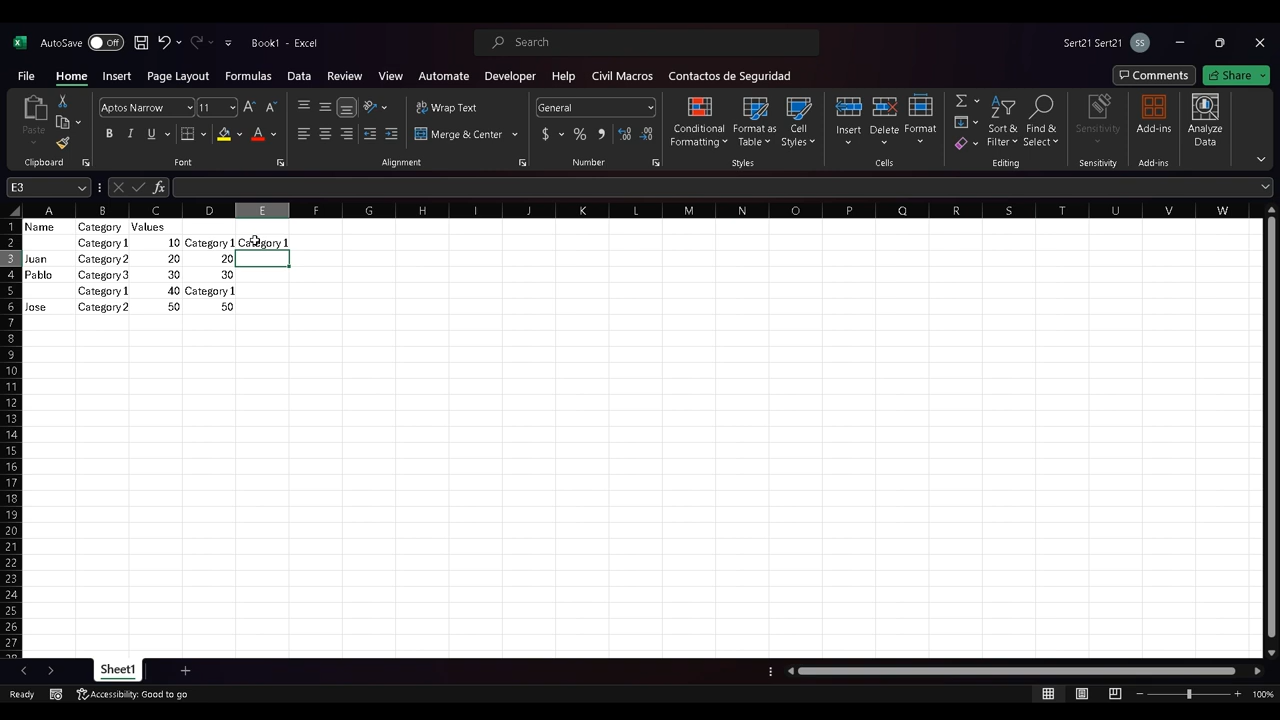 AutoSave Off Book1 - Excel Search Sert21 Sert21 SS
File Home Insert Page Layout Formulas Data Review View Automate Developer Help Civil Macros Contactos de Seguridad Comments Share
Paste Aptos Narrow 11 A A Wrap Text General Conditional Formatting Format as Table Cell Styles Insert Delete Format Sort & Filter Find & Select Sensitivity Add-ins Analyze Data
B I U A Merge & Center $ % 9
Clipboard Font Alignment Number Styles Cells Editing Sensitivity Add-ins
E3 fx
A B C D E F G H I J K L M N O P Q R S T U V W
1 Name Category Values
2 Category 1 10 Category 1 Category 1
3 Juan Category 2 20 20
4 Pablo Category 3 30 30
5 Category 1 40 Category 1
6 Jose Category 2 50 50
7
8
9
10
11
12
13
14
15
16
17
18
19
20
21
22
23
24
25
26
27
Sheet1
Ready Accessibility: Good to go 100%